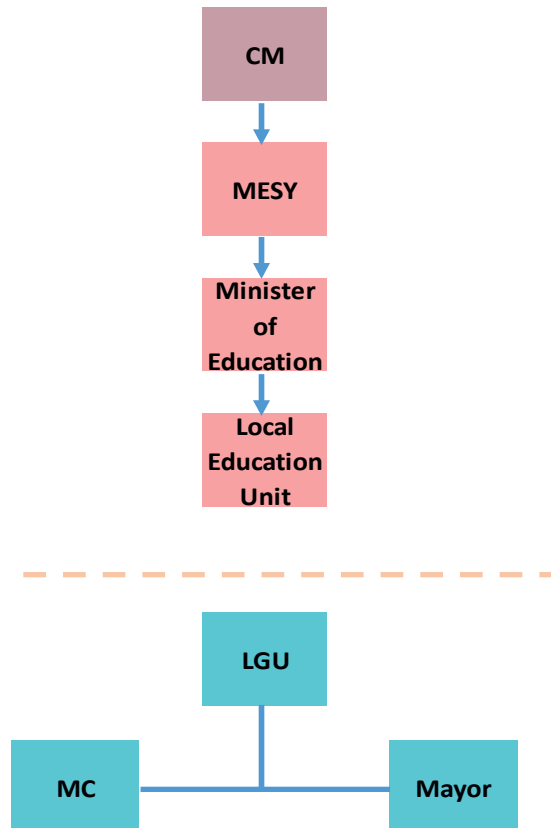 CM
MESY
Minister
of
Education
Local
Education
Unit
LGU
MC
Mayor